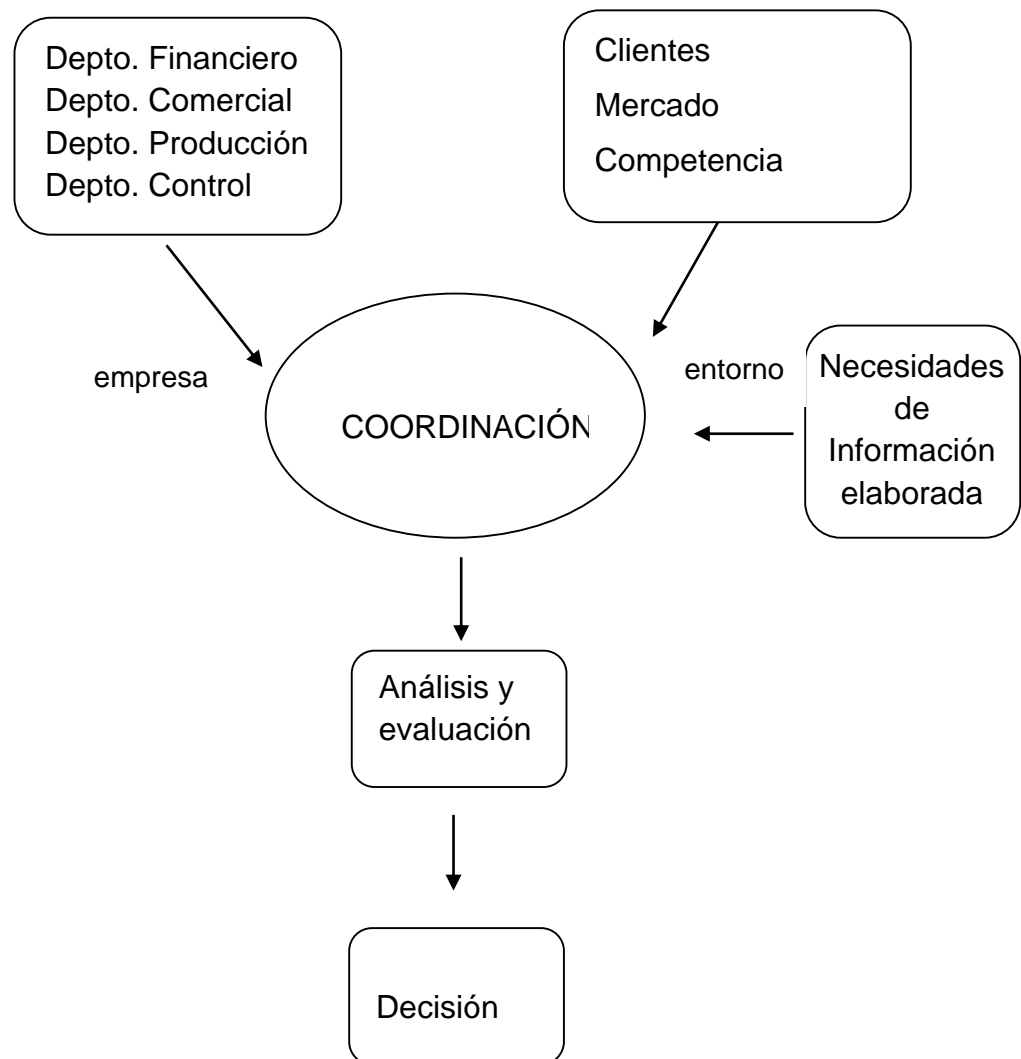 Depto. Financiero
Depto. Comercial
Depto. Producción
Depto. Control
Clientes
Mercado
Competencia
empresa
entorno
COORDINACIÓN
Necesidades
de
Información
elaborada
Análisis y
evaluación
Decisión